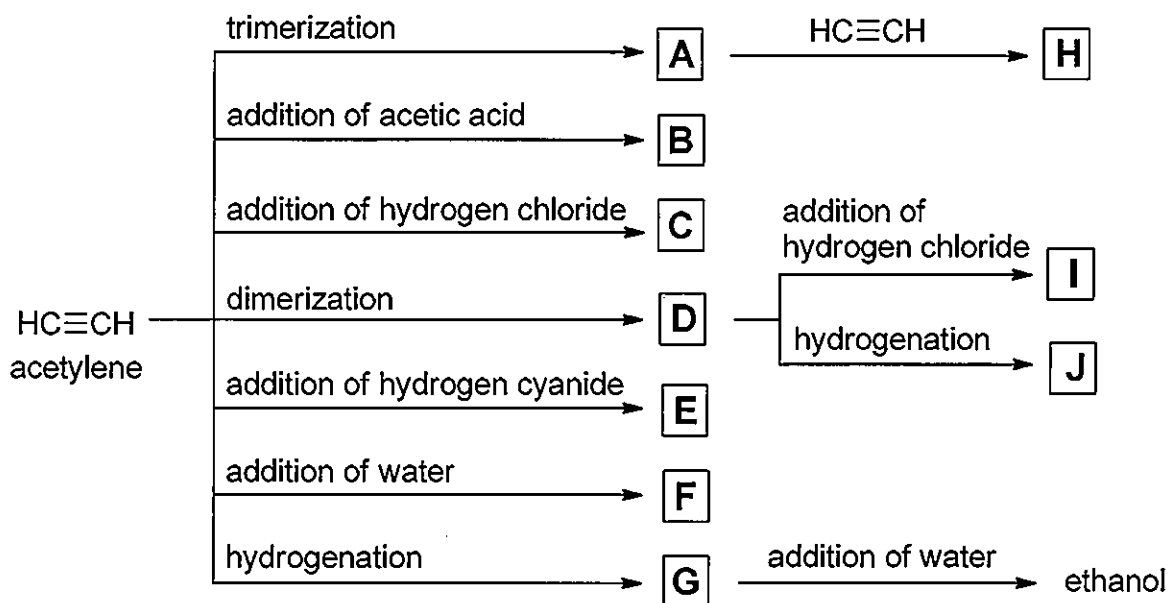 trimerization
A
HC≡CH
H
addition of acetic acid
B
addition of hydrogen chloride
C
addition of
hydrogen chloride
I
dimerization
D
HC≡CH
acetylene
hydrogenation
J
addition of hydrogen cyanide
E
addition of water
F
hydrogenation
G
addition of water
ethanol